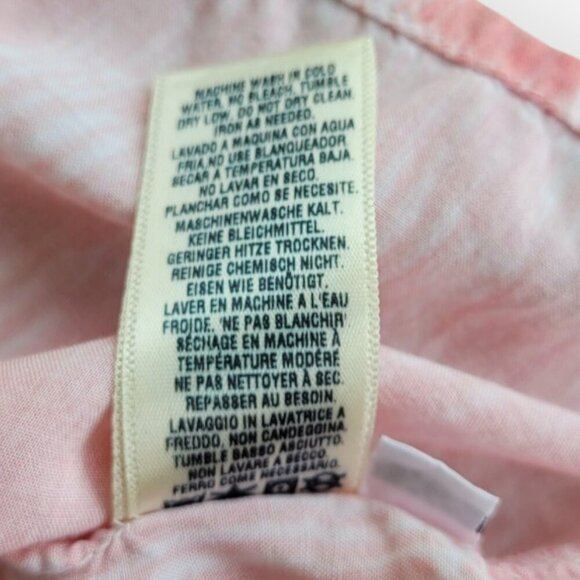 MACHINE WASH IN COLD
WATER, NO BLEACH, TUMBLE
DRY LOW, DO NOT DRY CLEAN.
IRON AS NEEDED.
LAVADO A MAQUINA CON AGUA
FRIA,NO USE BLANQUEADOR
SECAR A TEMPERATURA BAJA.
NO LAVAR EN SECO.
PLANCHAR COMO SE NECESITE.
MASCHINENWÄSCHE KALT.
KEINE BLEICHMITTEL.
GERINGER HITZE TROCKNEN.
REINIGE CHEMISCH NICHT.
EISEN WIE BENÖTIGT.
LAVER EN MACHINE A L'EAU
FROIDE, 'NE PAS BLANCHIR'
SÉCHAGE EN MACHINE À
TEMPÉRATURE MODÉRÉ
NE PAS NETTOYER À SEC.
REPASSER AU BESOIN.
LAVAGGIO IN LAVATRICE A
FREDDO, NON CANDEGGINA.
TUMBLE BASSO ASCIUTTO.
NON LAVARE A SECCO
FERRO COME NECESSARIO.